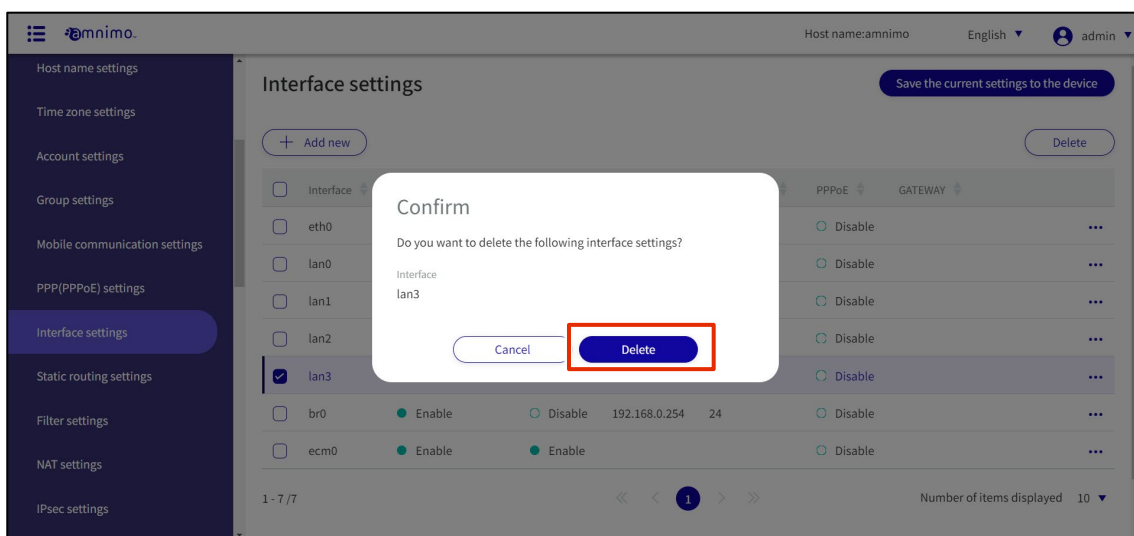 amnimo
Host name:amnimo
English
admin
Host name settings
Time zone settings
Account settings
Group settings
Mobile communication settings
PPP(PPPoE) settings
Interface settings
Static routing settings
Filter settings
NAT settings
IPsec settings
Interface settings
Save the current settings to the device
+ Add new
Delete
Interface PPPoE GATEWAY
eth0 Disable ...
lan0 Disable ...
lan1 Disable ...
lan2 Disable ...
lan3 Disable ...
br0 Enable Disable 192.168.0.254 24 Disable ...
ecm0 Enable Enable Disable ...
Confirm
Do you want to delete the following interface settings?
Interface
lan3
Cancel Delete
1 - 7 /7
« < 1 > »
Number of items displayed 10